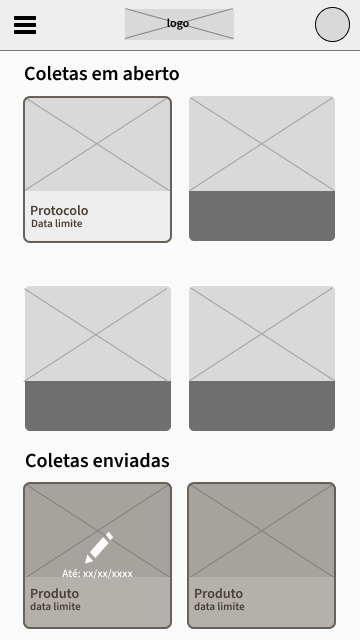 logo
Coletas em aberto
Protocolo
Data limite
Coletas enviadas
Até: xx/xx/xxxx
Produto
data limite
Produto
data limite